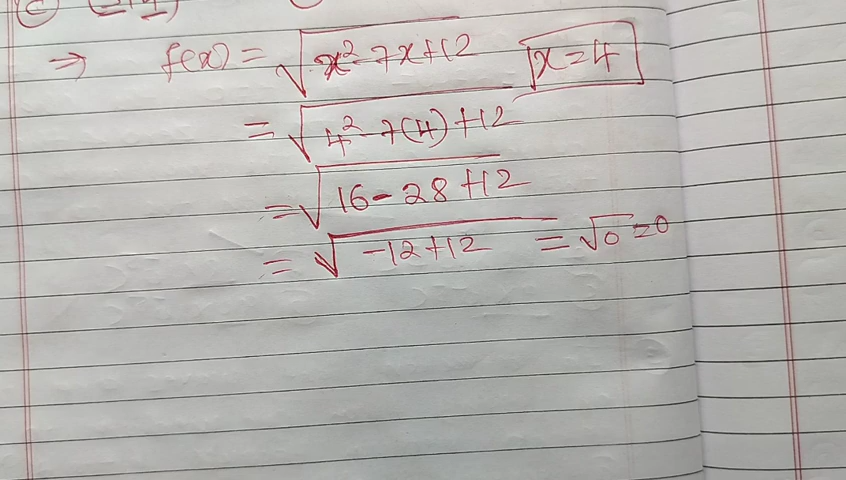 (c)
⇒ f(x) = √(x² - 7x + 12) x = 4
= √(4² - 7(4) + 12)
= √(16 - 28 + 12)
= √(-12 + 12) = √0 = 0